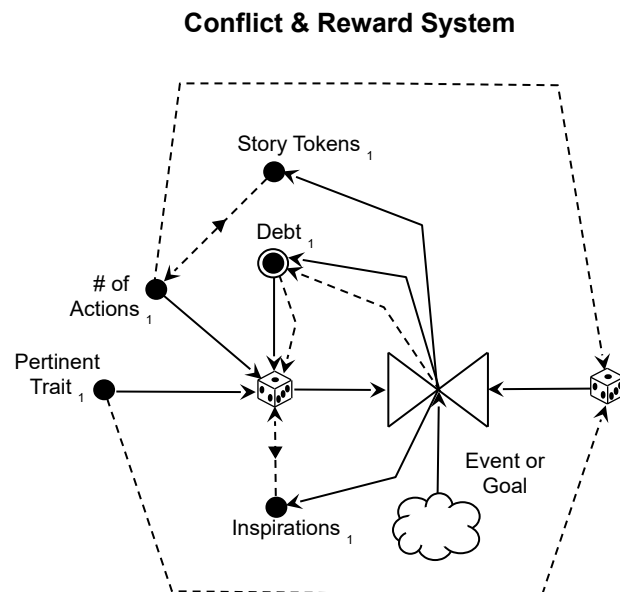 Conflict & Reward System
Story Tokens 1
Debt 1
# of
Actions 1
Pertinent
Trait 1
Event or
Goal
Inspirations 1